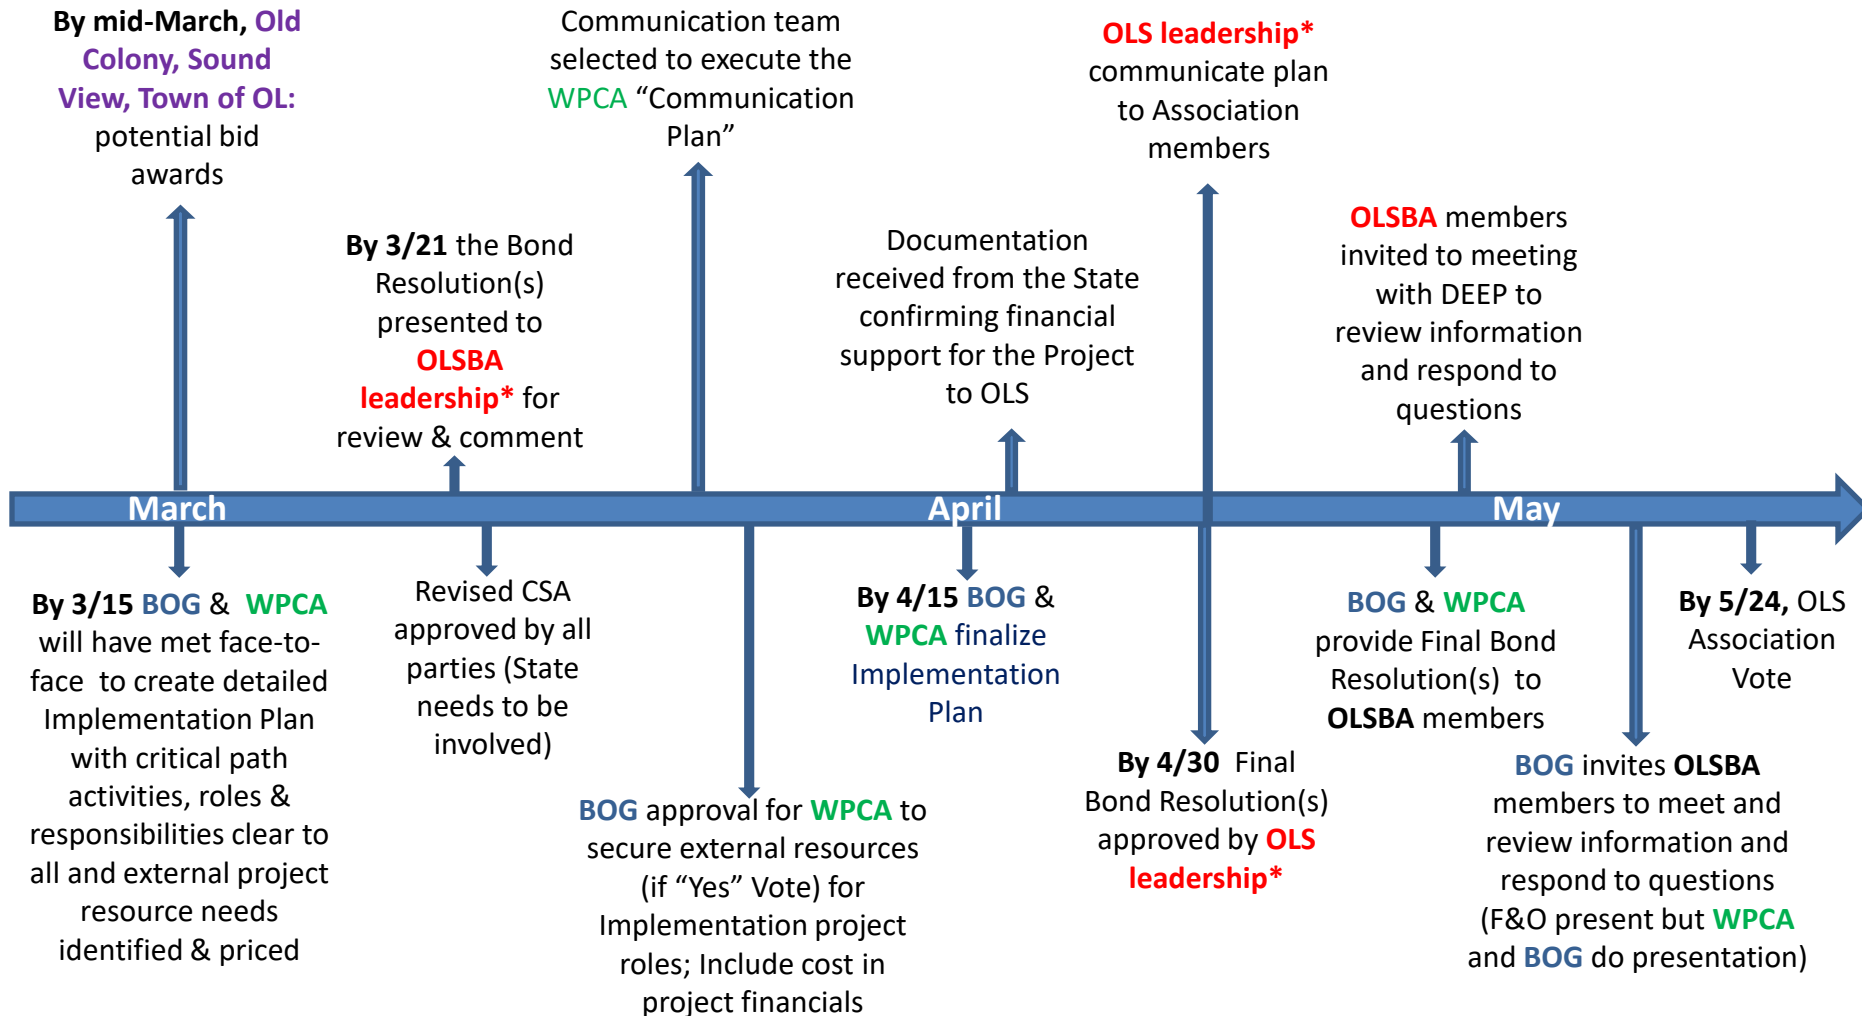 By mid-March, Old
Colony, Sound
View, Town of OL:
potential bid
awards
By 3/21 the Bond
Resolution(s)
presented to
OLSBA
leadership* for
review & comment
Communication team
selected to execute the
WPCA “Communication
Plan”
Documentation
received from the State
confirming financial
support for the Project
to OLS
OLS leadership*
communicate plan
to Association
members
OLSBA members
invited to meeting
with DEEP to
review information
and respond to
questions
March
April
May
By 3/15 BOG & WPCA
will have met face-to-
face to create detailed
Implementation Plan
with critical path
activities, roles &
responsibilities clear to
all and external project
resource needs
identified & priced
Revised CSA
approved by all
parties (State
needs to be
involved)
BOG approval for WPCA to
secure external resources
(if “Yes” Vote) for
Implementation project
roles; Include cost in
project financials
By 4/15 BOG &
WPCA finalize
Implementation
Plan
By 4/30 Final
Bond Resolution(s)
approved by OLS
leadership*
BOG & WPCA
provide Final Bond
Resolution(s) to
OLSBA members
BOG invites OLSBA
members to meet and
review information and
respond to questions
(F&O present but WPCA
and BOG do presentation)
By 5/24, OLS
Association
Vote